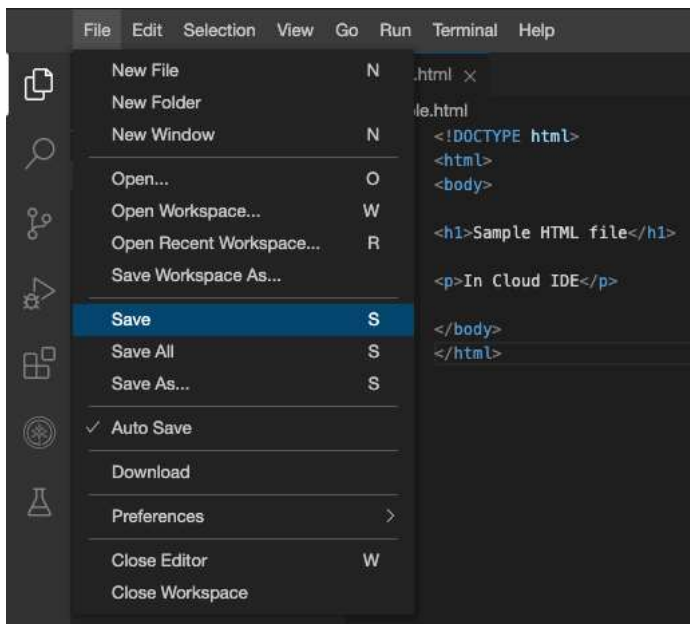 File Edit Selection View Go Run Terminal Help
New File N
New Folder
New Window N
Open... O
Open Workspace... W
Open Recent Workspace... R
Save Workspace As...
Save S
Save All S
Save As... S
Auto Save
Download
Preferences
Close Editor W
Close Workspace
.html
le.html
<!DOCTYPE html>
<html>
<body>
<h1>Sample HTML file</h1>
<p>In Cloud IDE</p>
</body>
</html>